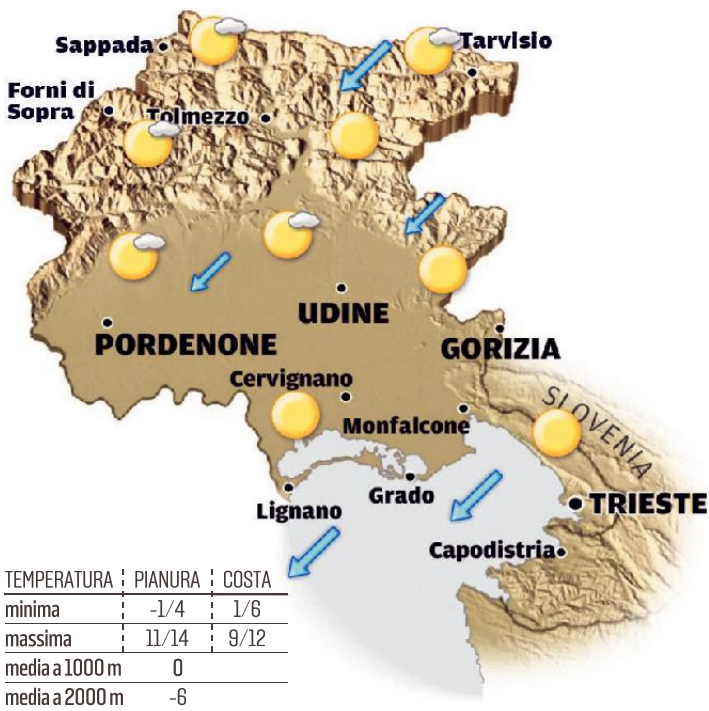 Sappada
Tarvisio
Forni di
Sopra
Tolmezzo
UDINE
PORDENONE
GORIZIA
Cervignano
SLOVENIA
Monfalcone
Grado
Lignano
TRIESTE
Capodistria
TEMPERATURA PIANURA COSTA
minima -1/4 1/6
massima 11/14 9/12
media a 1000 m 0
media a 2000 m -6